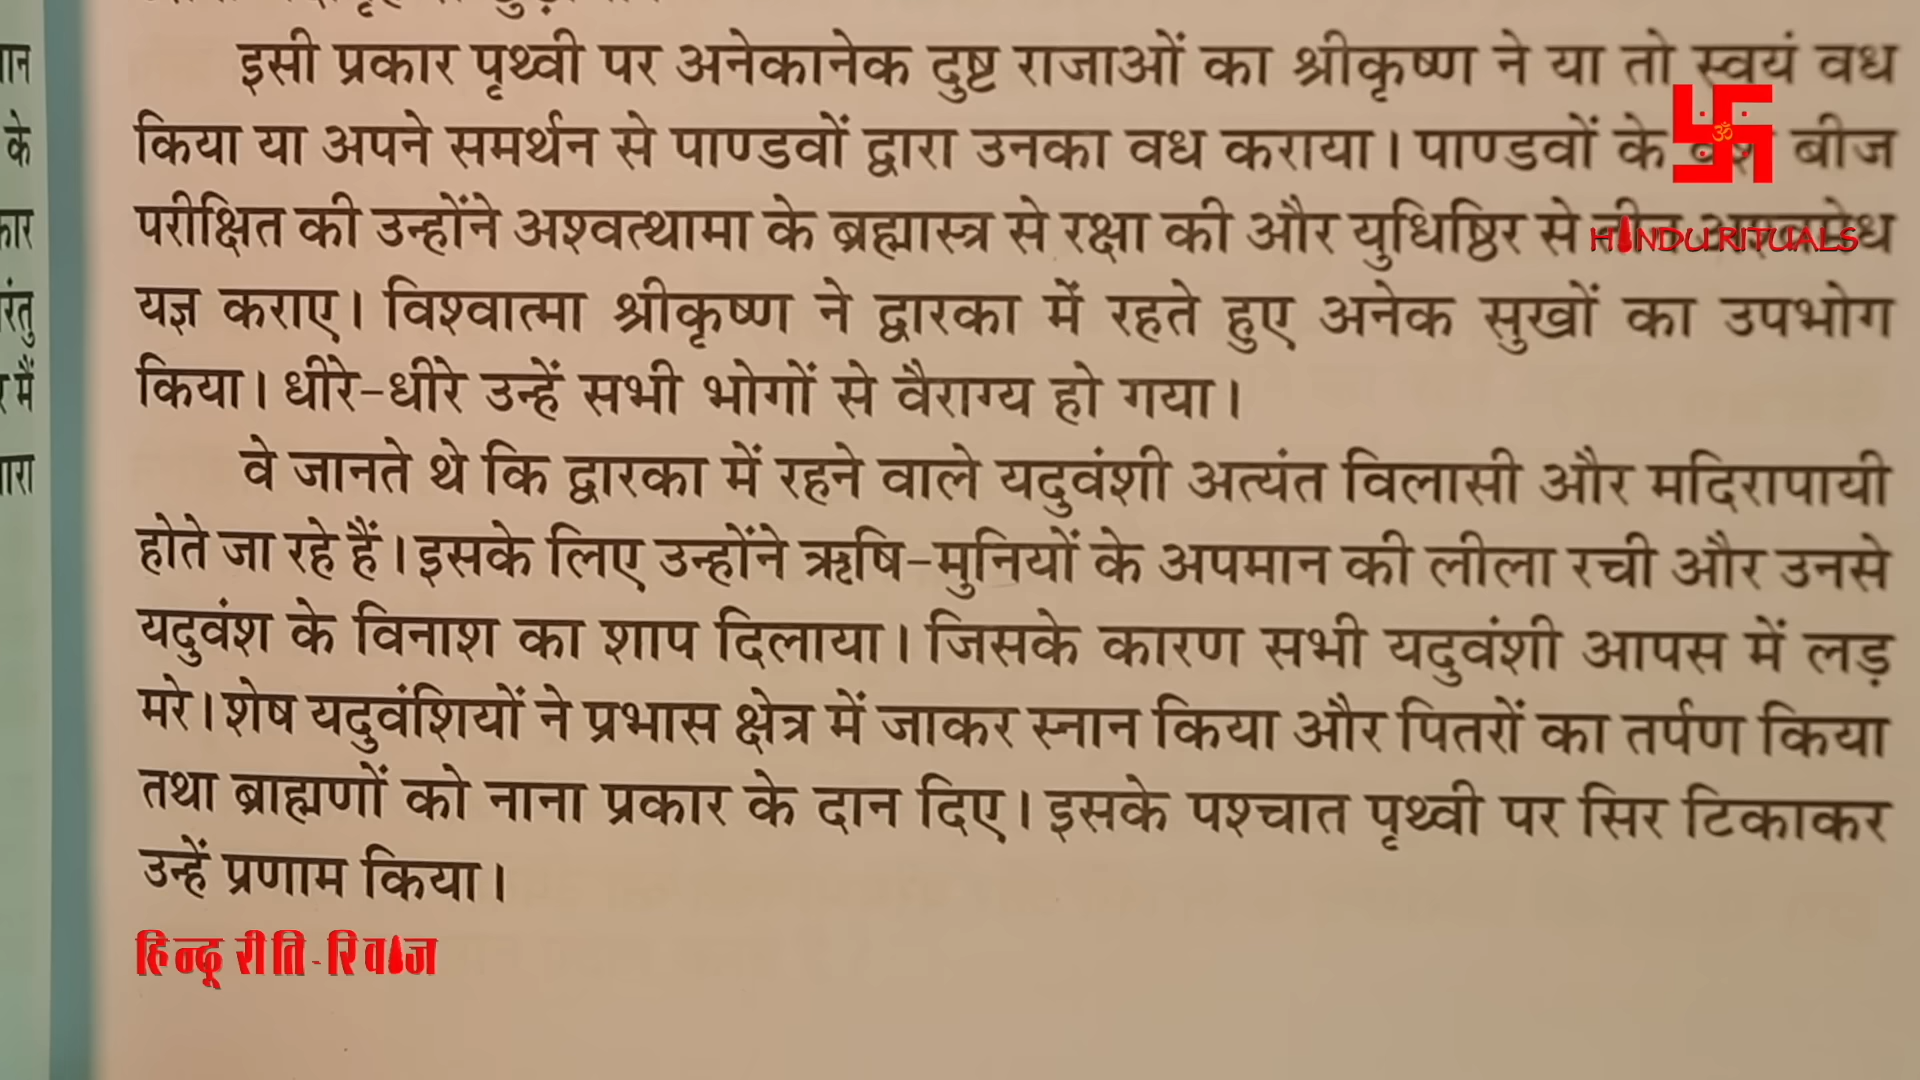 इसी प्रकार पृथ्वी पर अनेकानेक दुष्ट राजाओं का श्रीकृष्ण ने या तो स्वयं वध
किया या अपने समर्थन से पाण्डवों द्वारा उनका वध कराया। पाण्डवों के बीज
परीक्षित की उन्होंने अश्वत्थामा के ब्रह्मास्त्र से रक्षा की और युधिष्ठिर से तीन अश्वमेध
यज्ञ कराए। विश्वात्मा श्रीकृष्ण ने द्वारका में रहते हुए अनेक सुखों का उपभोग
किया। धीरे-धीरे उन्हें सभी भोगों से वैराग्य हो गया।
वे जानते थे कि द्वारका में रहने वाले यदुवंशी अत्यंत विलासी और मदिरापायी
होते जा रहे हैं। इसके लिए उन्होंने ऋषि-मुनियों के अपमान की लीला रची और उनसे
यदुवंश के विनाश का शाप दिलाया। जिसके कारण सभी यदुवंशी आपस में लड़
मरे। शेष यदुवंशियों ने प्रभास क्षेत्र में जाकर स्नान किया और पितरों का तर्पण किया
तथा ब्राह्मणों को नाना प्रकार के दान दिए। इसके पश्चात पृथ्वी पर सिर टिकाकर
उन्हें प्रणाम किया।
ॐ
HINDU RITUALS
हिन्दू रीति-रिवाज
के
मैं